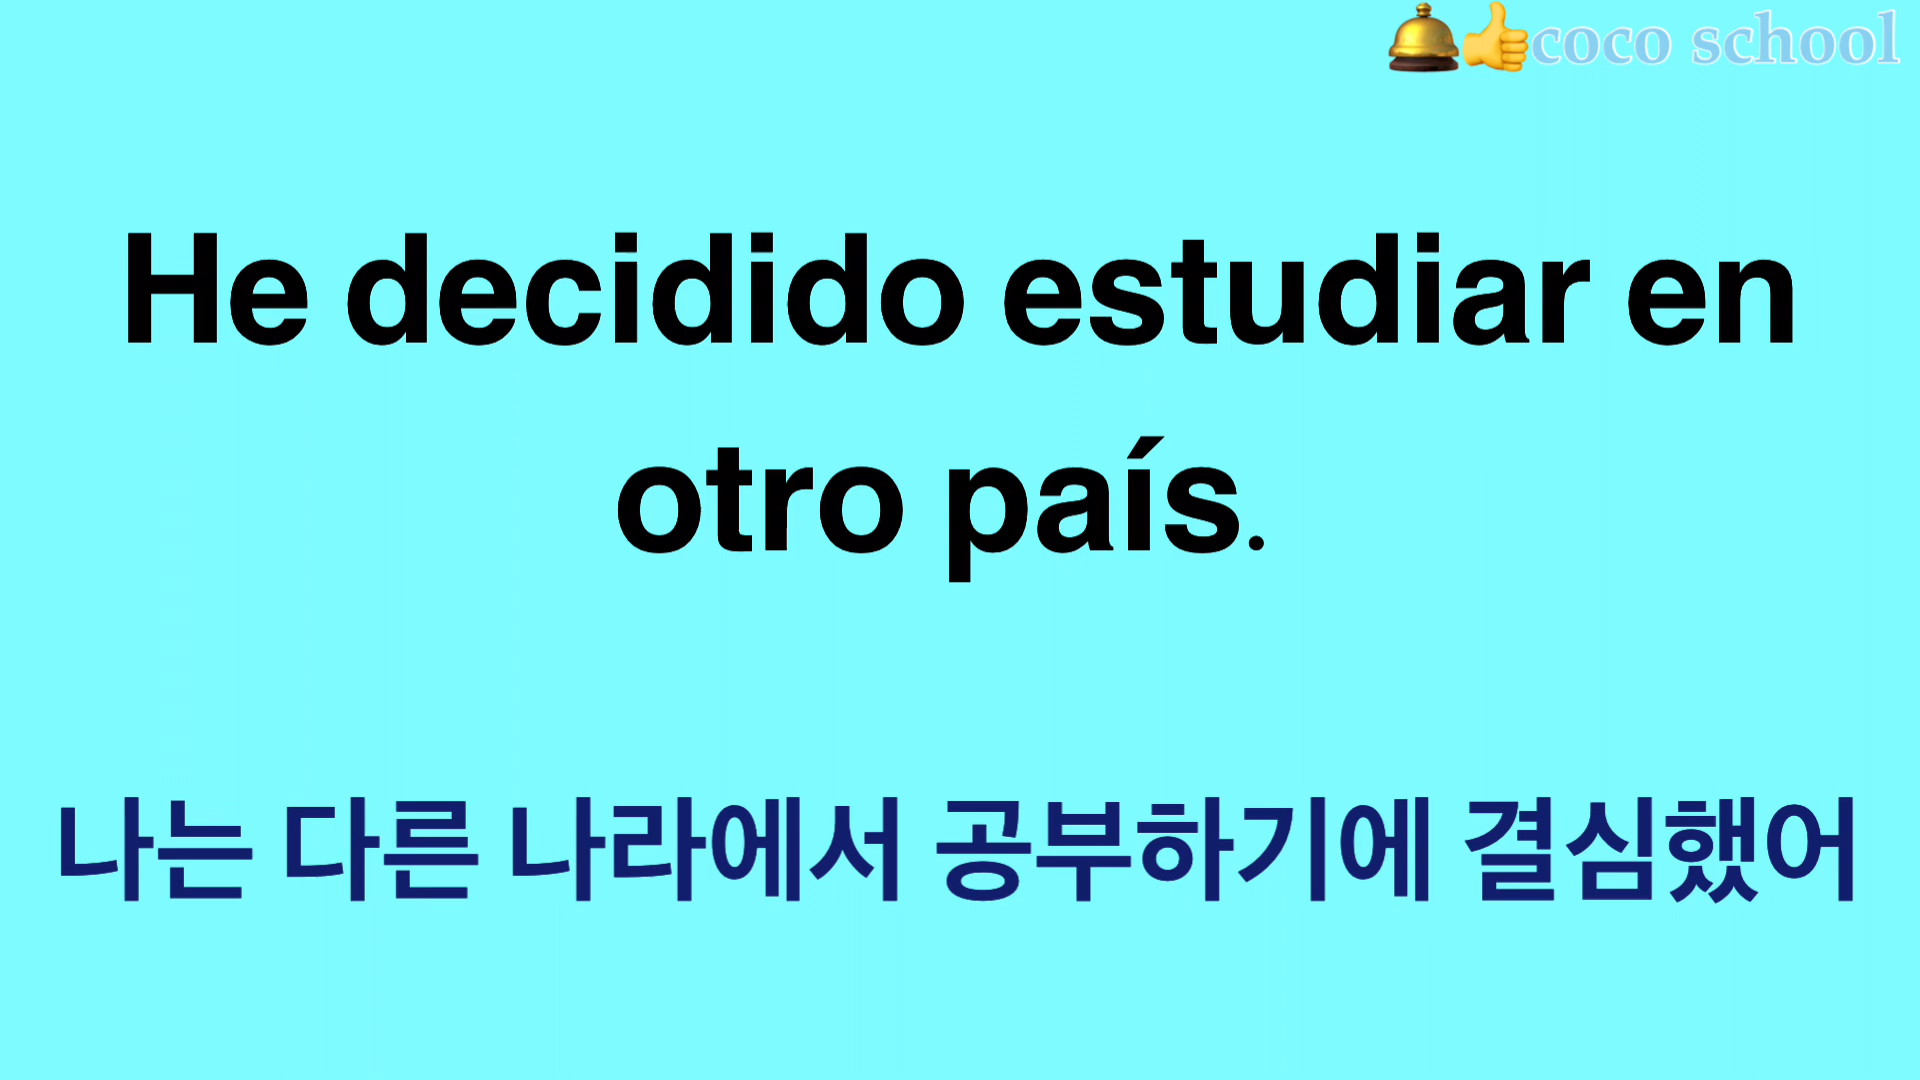 coco school
He decidido estudiar en
otro país.
나는 다른 나라에서 공부하기에 결심했어